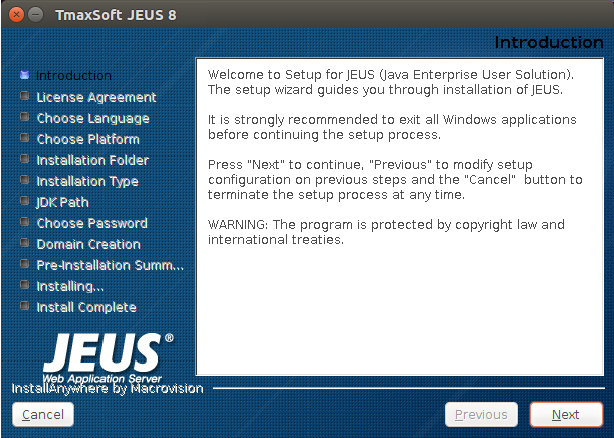 TmaxSoft JEUS 8
Introduction
Introduction
License Agreement
Choose Language
Choose Platform
Installation Folder
Installation Type
JDK Path
Choose Password
Domain Creation
Pre-Installation Summ...
Installing...
Install Complete
Welcome to Setup for JEUS (Java Enterprise User Solution).
The setup wizard guides you through installation of JEUS.
It is strongly recommended to exit all Windows applications
before continuing the setup process.
Press "Next" to continue, "Previous" to modify setup
configuration on previous steps and the "Cancel"  button to
terminate the setup process at any time.
WARNING: The program is protected by copyright law and
international treaties.
JEUS®
Web Application Server
InstallAnywhere by Macrovision
Cancel
Previous
Next